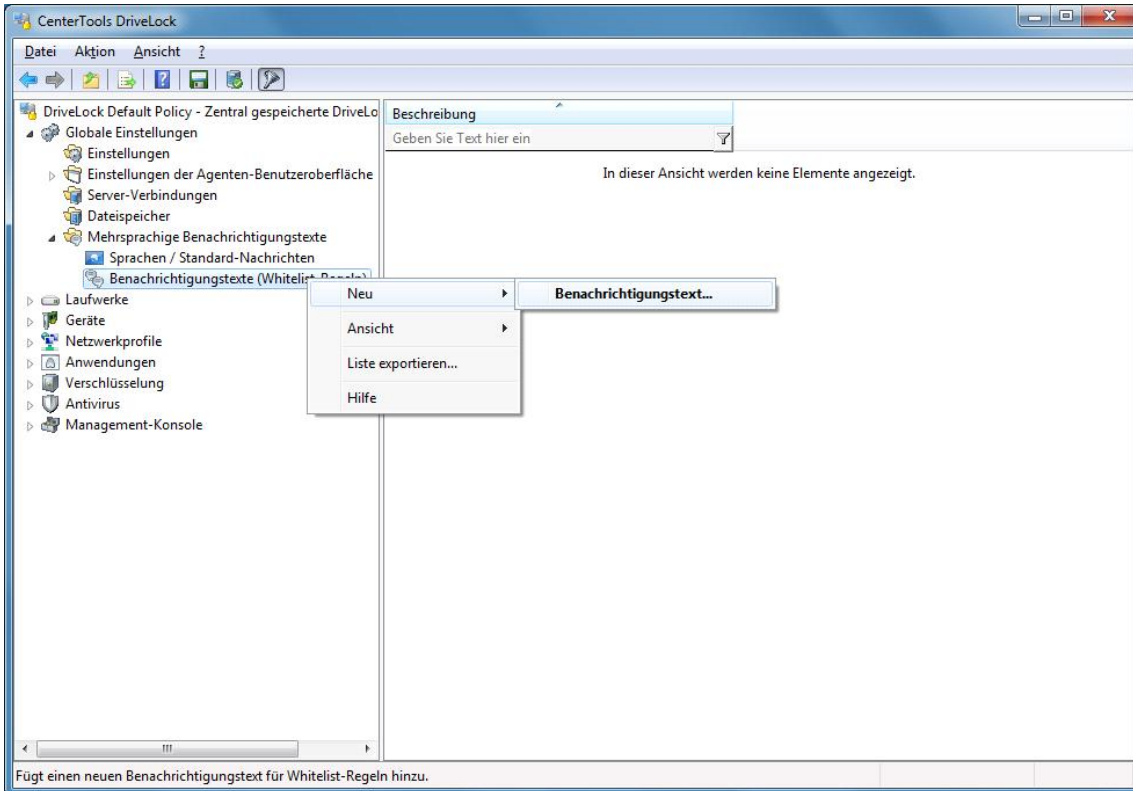 CenterTools DriveLock
Datei Aktion Ansicht ?
DriveLock Default Policy - Zentral gespeicherte DriveLo
Globale Einstellungen
Einstellungen
Einstellungen der Agenten-Benutzeroberfläche
Server-Verbindungen
Dateispeicher
Mehrsprachige Benachrichtigungstexte
Sprachen / Standard-Nachrichten
Benachrichtigungstexte (Whitelist-Regeln)
Laufwerke
Geräte
Netzwerkprofile
Anwendungen
Verschlüsselung
Antivirus
Management-Konsole
Beschreibung
Geben Sie Text hier ein
In dieser Ansicht werden keine Elemente angezeigt.
Neu
Ansicht
Liste exportieren...
Hilfe
Benachrichtigungstext...
Fügt einen neuen Benachrichtigungstext für Whitelist-Regeln hinzu.